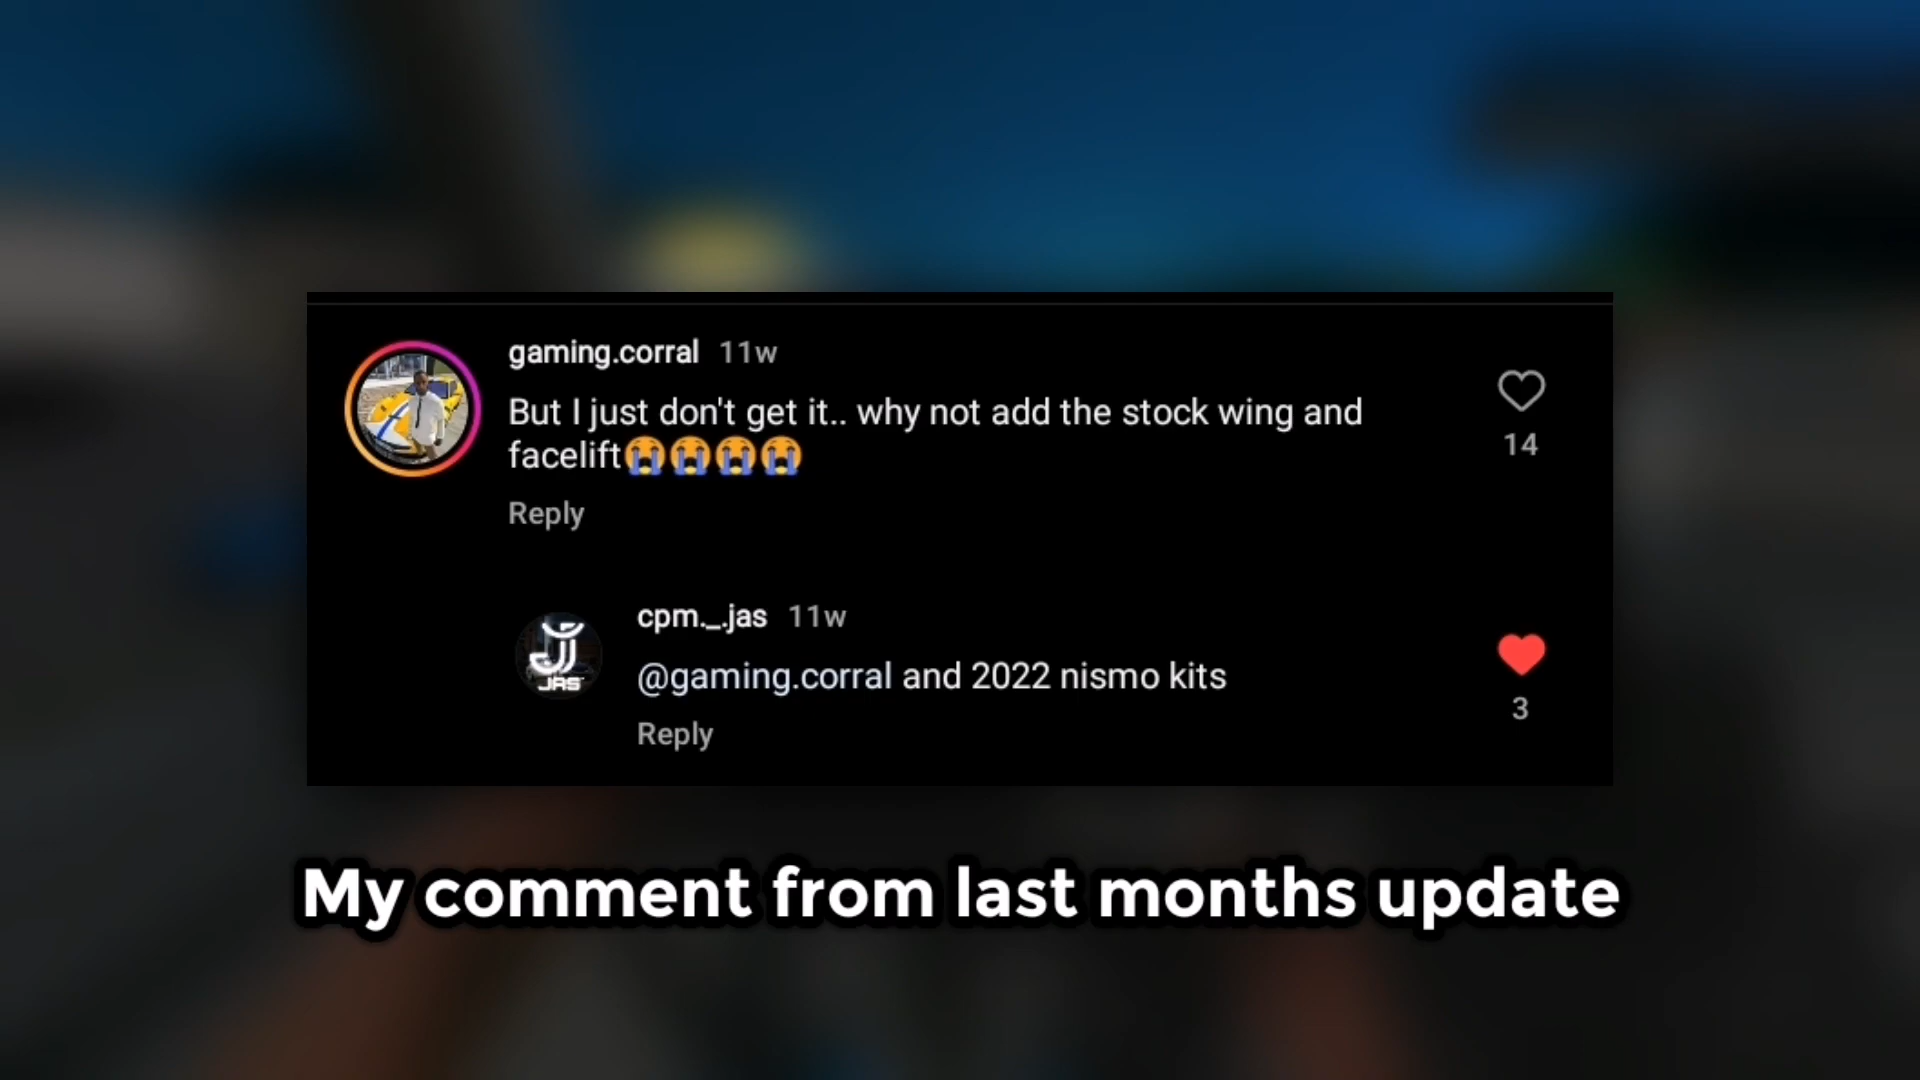 gaming.corral 11w
But I just don't get it.. why not add the stock wing and
facelift😭😭😭😭
14
Reply
cpm._.jas 11w
JAS
@gaming.corral and 2022 nismo kits
3
Reply
My comment from last months update